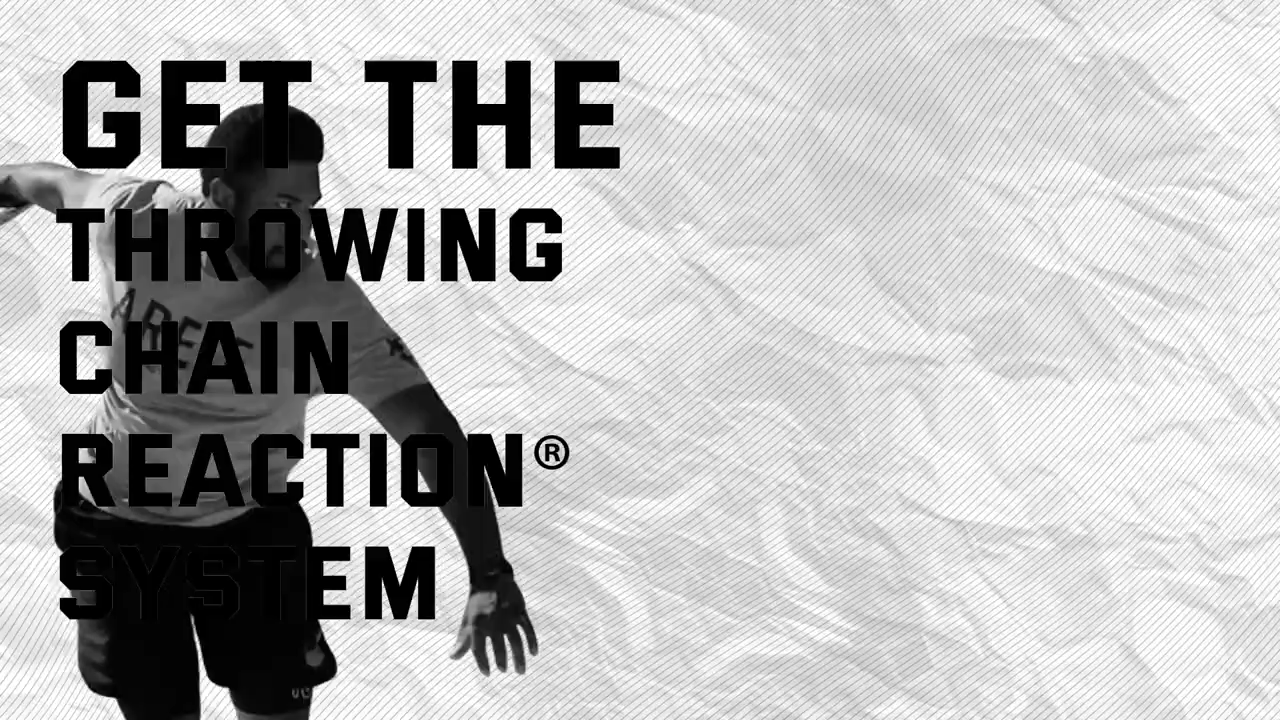 GET THE
THROWING
CHAIN
REACTION®
SYSTEM